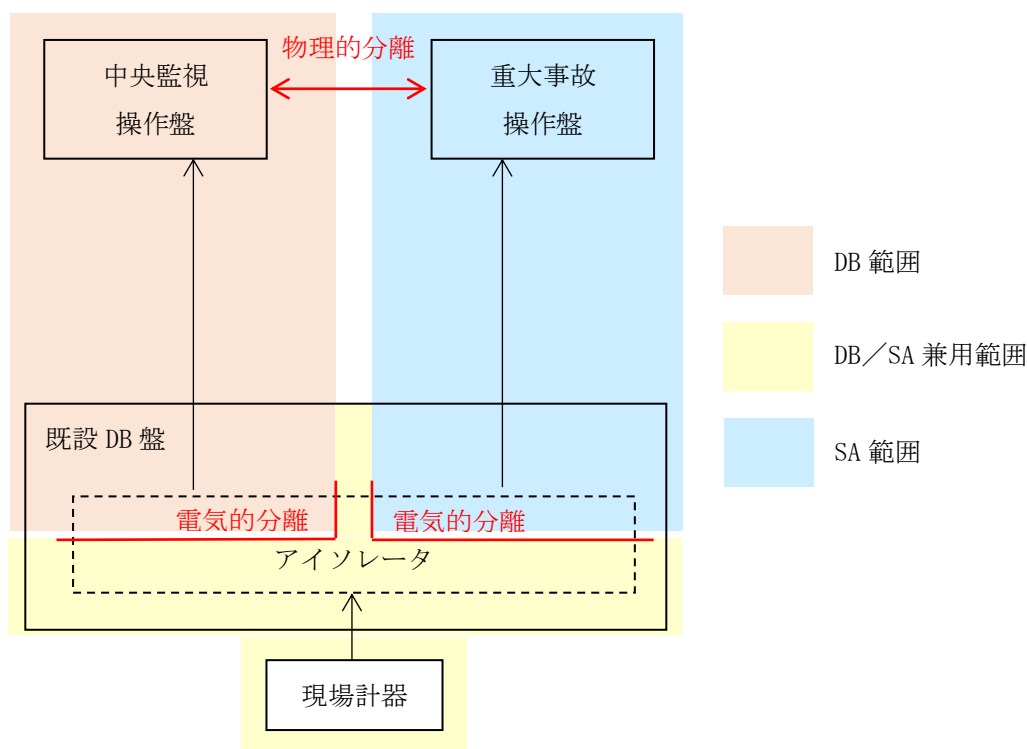 物理的分離
中央監視
操作盤
重大事故
操作盤
DB 範囲
DB／SA 兼用範囲
SA 範囲
既設 DB 盤
電気的分離
電気的分離
アイソレータ
現場計器